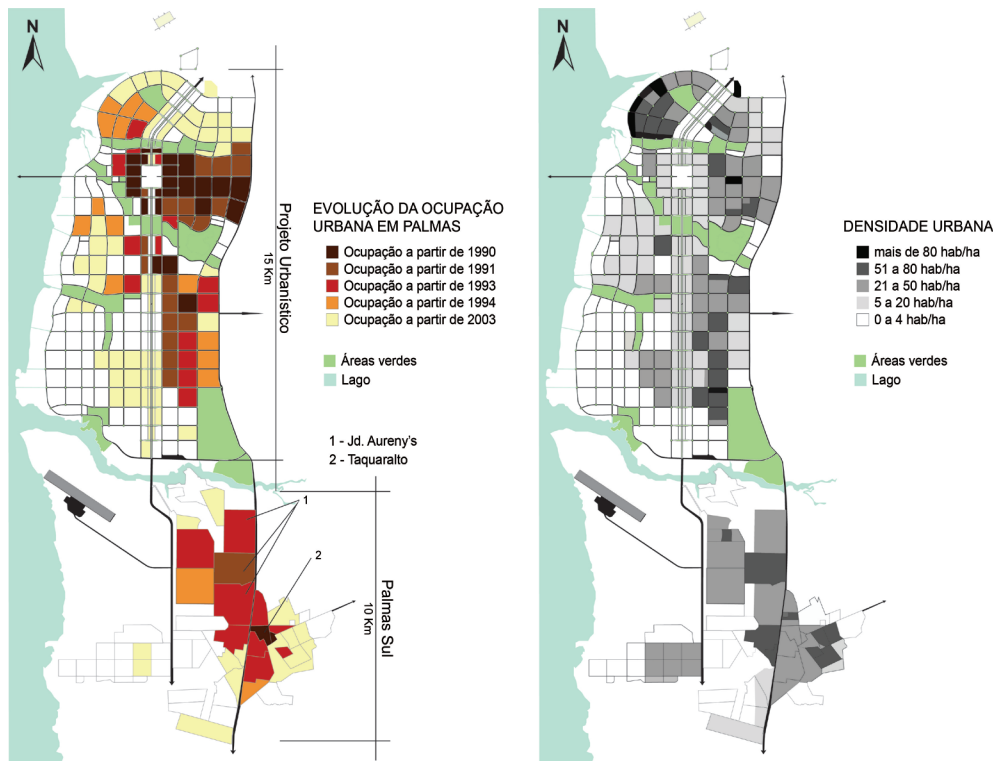 N
EVOLUÇÃO DA OCUPAÇÃO
URBANA EM PALMAS
Ocupação a partir de 1990
Ocupação a partir de 1991
Ocupação a partir de 1993
Ocupação a partir de 1994
Ocupação a partir de 2003
Áreas verdes
Lago
1 - Jd. Aureny's
2 - Taquaralto
Projeto Urbanístico
15 Km
1
2
Palmas Sul
10 Km
N
DENSIDADE URBANA
mais de 80 hab/ha
51 a 80 hab/ha
21 a 50 hab/ha
5 a 20 hab/ha
0 a 4 hab/ha
Áreas verdes
Lago